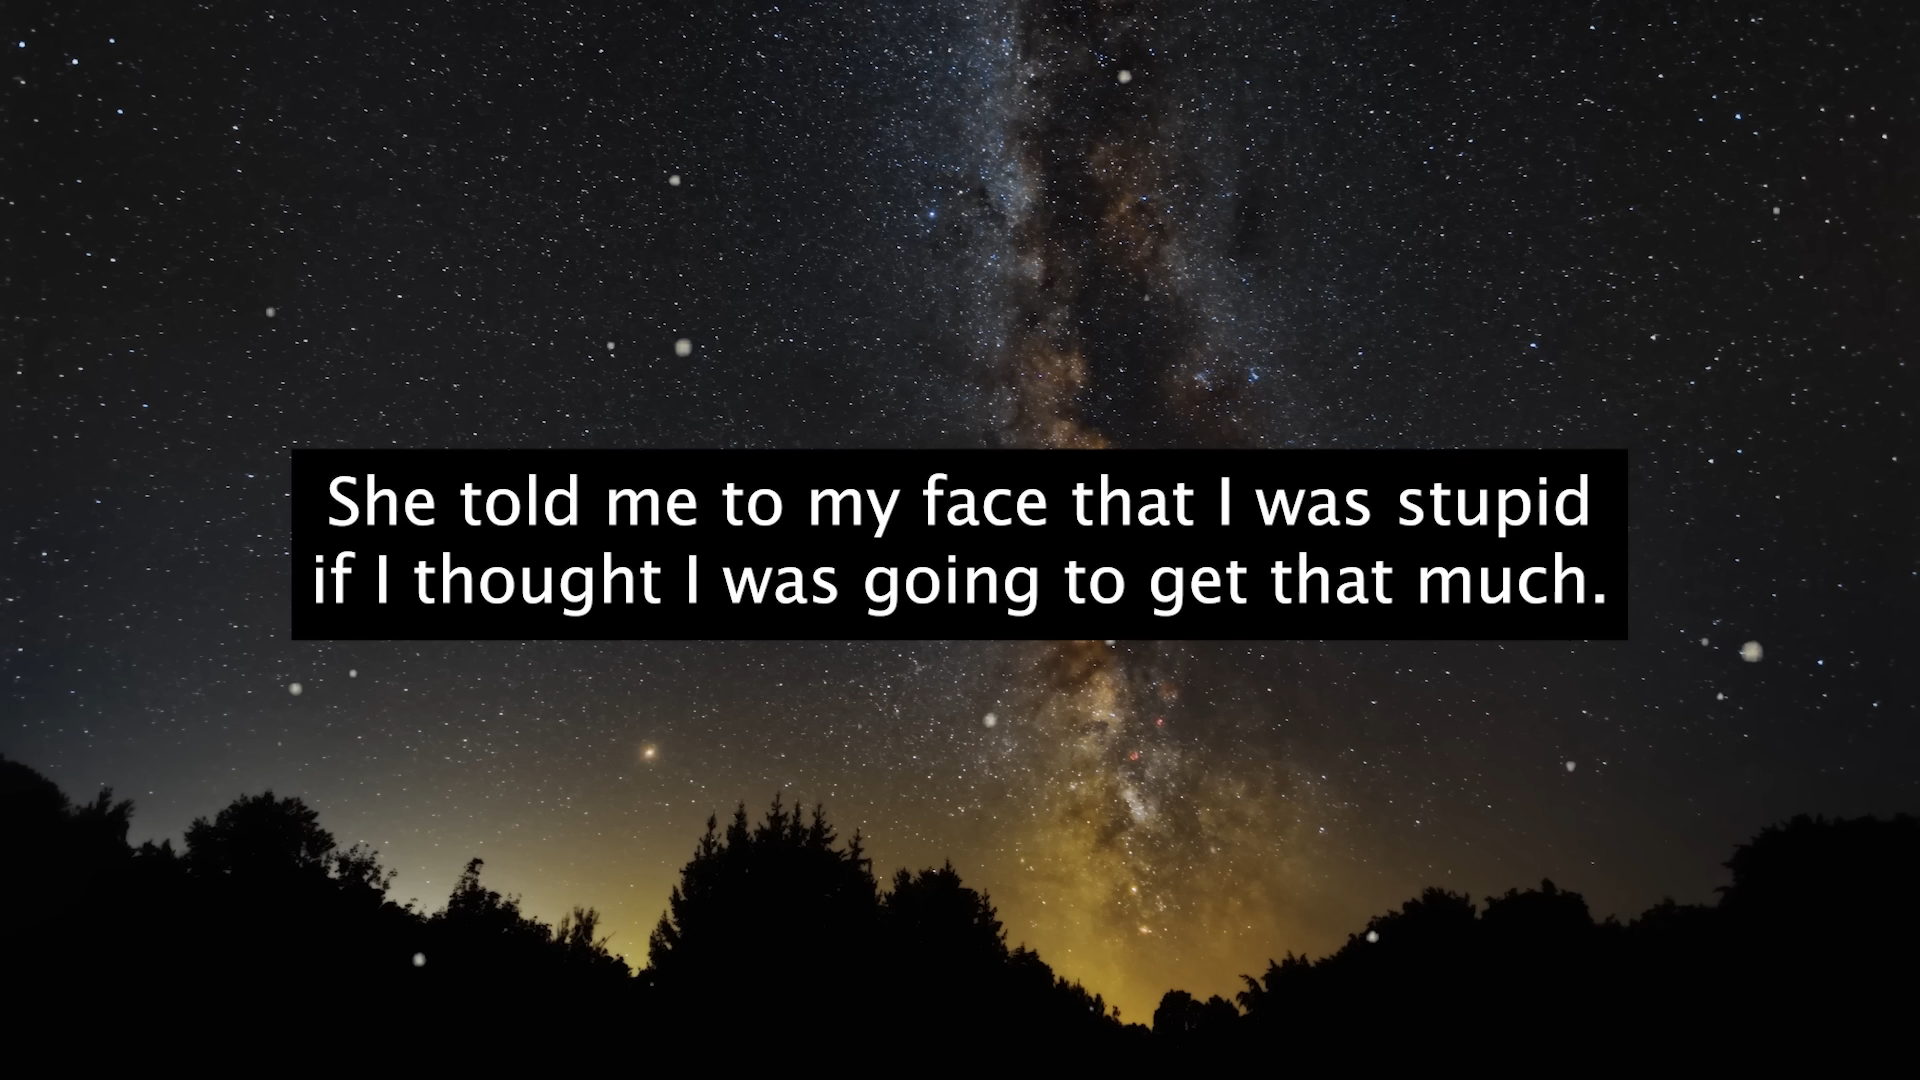 She told me to my face that I was stupid
if I thought I was going to get that much.